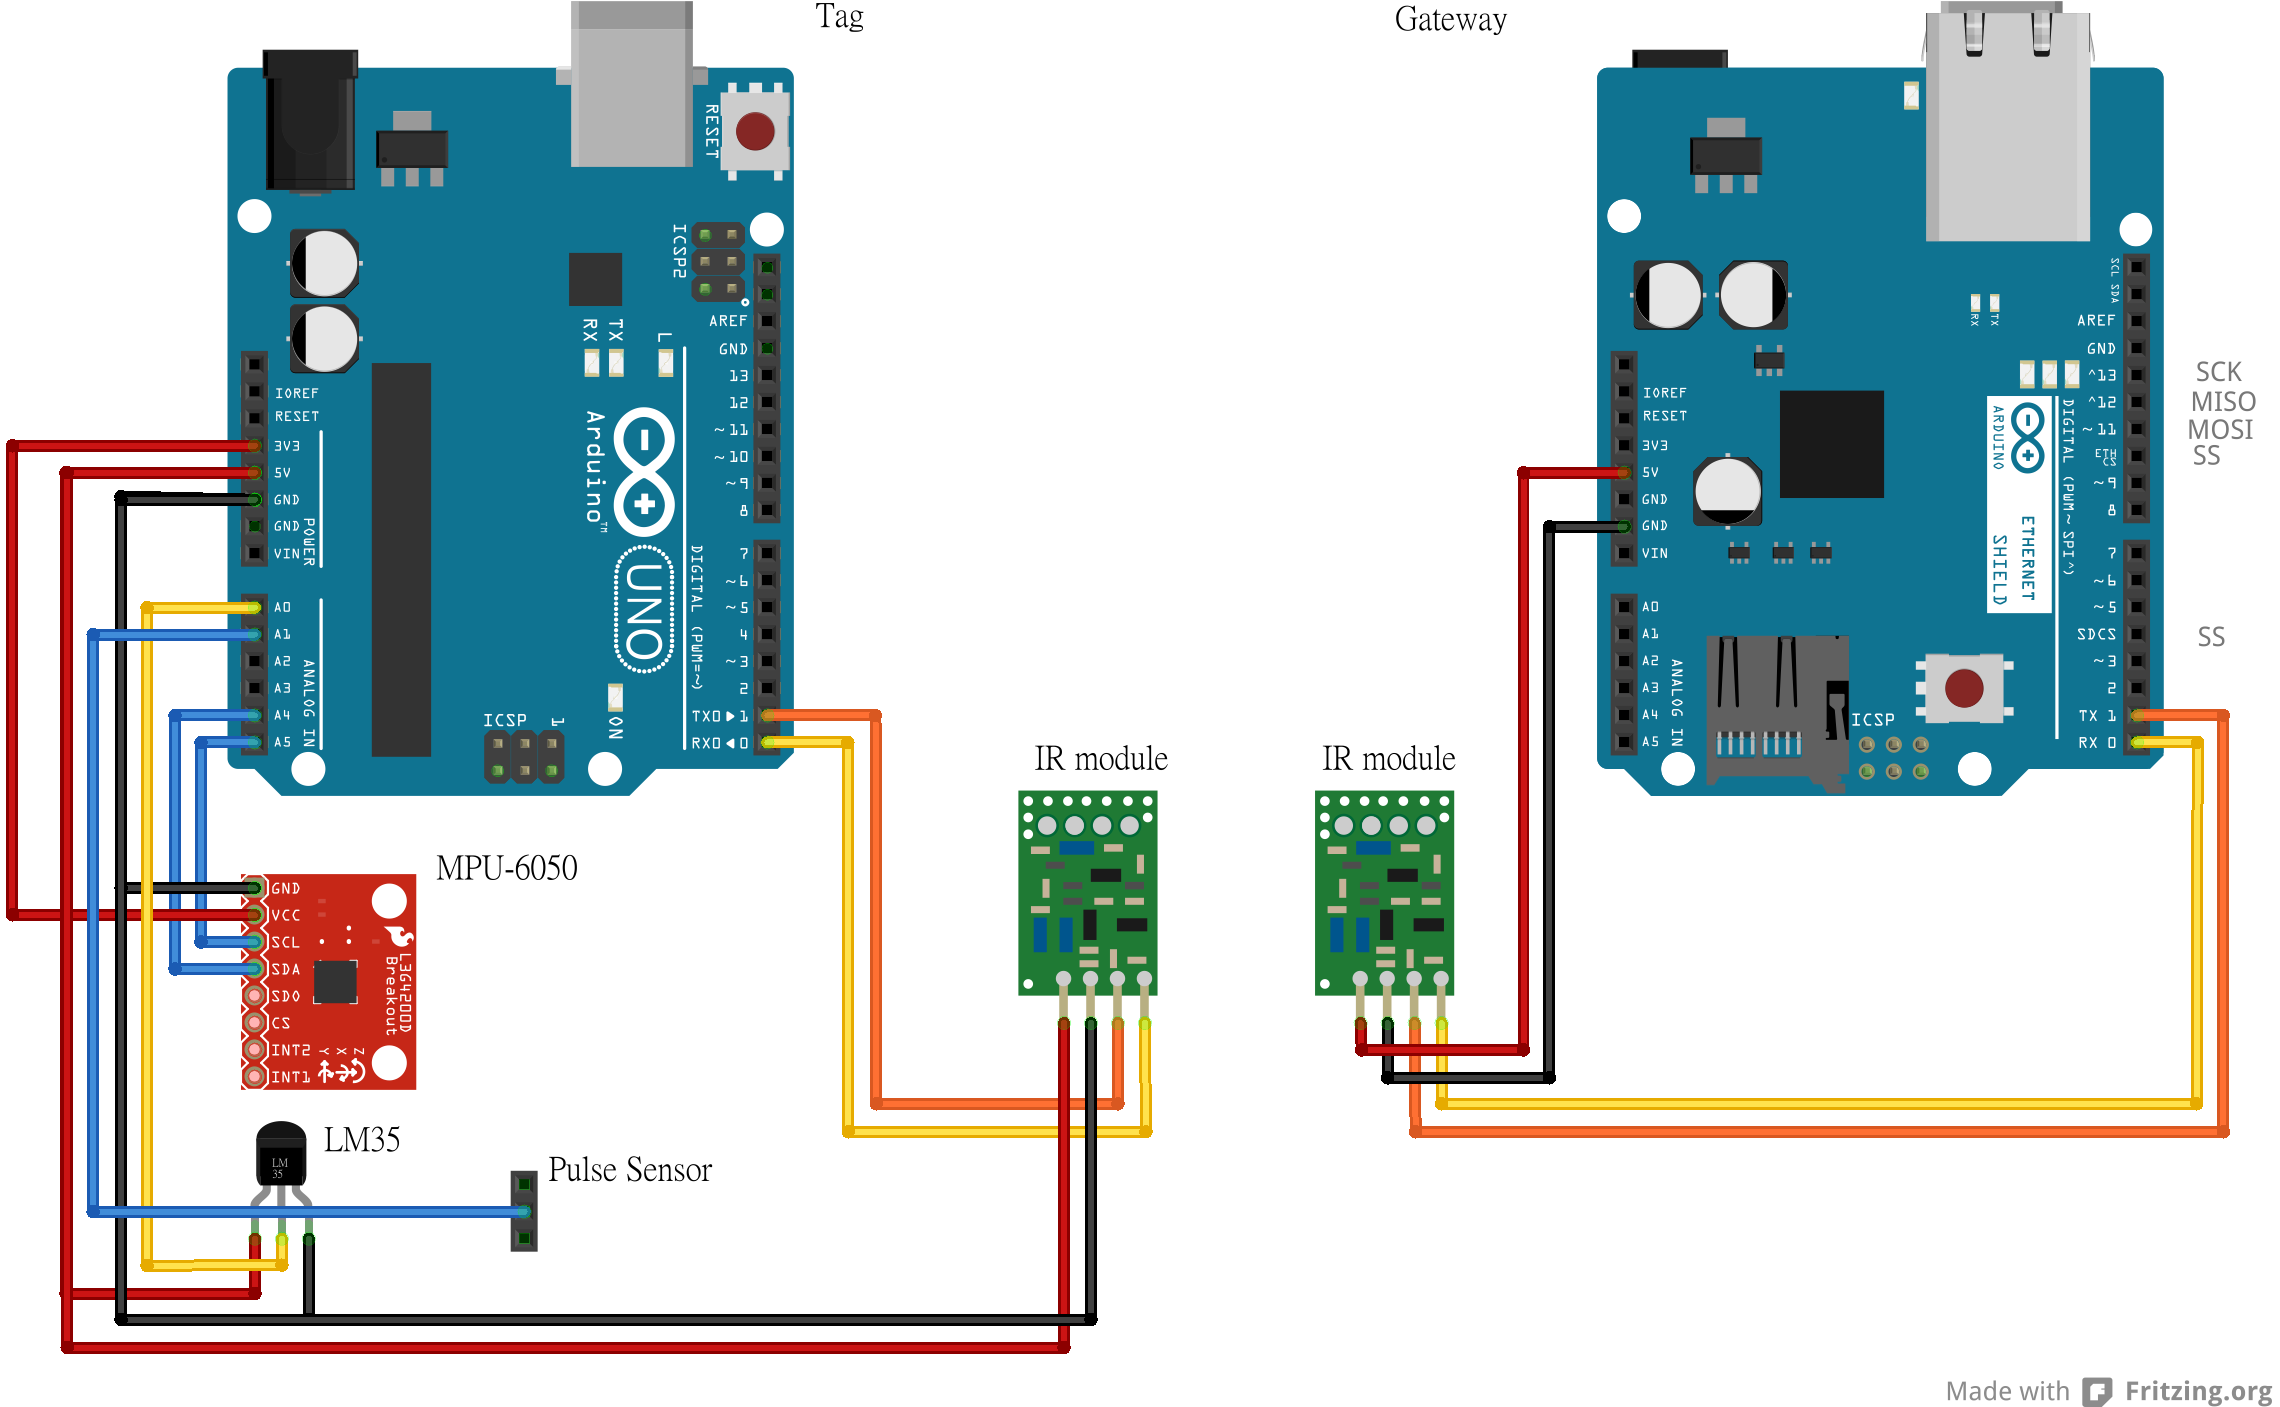 Tag
Gateway
RESET
ICSP2
RX
TX
L
AREF
GND
13
12
~11
~10
~9
8
7
~6
~5
4
~3
2
TX0▶1
RX0◀0
DIGITAL (PWM=~)
IOREF
RESET
3V3
5V
GND
GND
VIN
POWER
A0
A1
A2
A3
A4
A5
ANALOG IN
Arduino™
UNO
ON
ICSP
1
SCL
SDA
AREF
GND
^13
^12
~11
ETH CS
~9
8
7
~6
~5
SDCS
~3
2
TX 1
RX 0
DIGITAL (PWM~ SPI^)
RX
TX
ARDUINO
ETHERNET
SHIELD
IOREF
RESET
3V3
5V
GND
GND
VIN
A0
A1
A2
A3
A4
A5
ANALOG IN
ICSP
SCK
MISO
MOSI
SS
SS
IR module
IR module
MPU-6050
GND
VCC
SCL
SDA
SDO
CS
INT2
INT1
L3G4200D
Breakout
X
Y
Z
LM35
LM
35
Pulse Sensor
Made with Fritzing.org